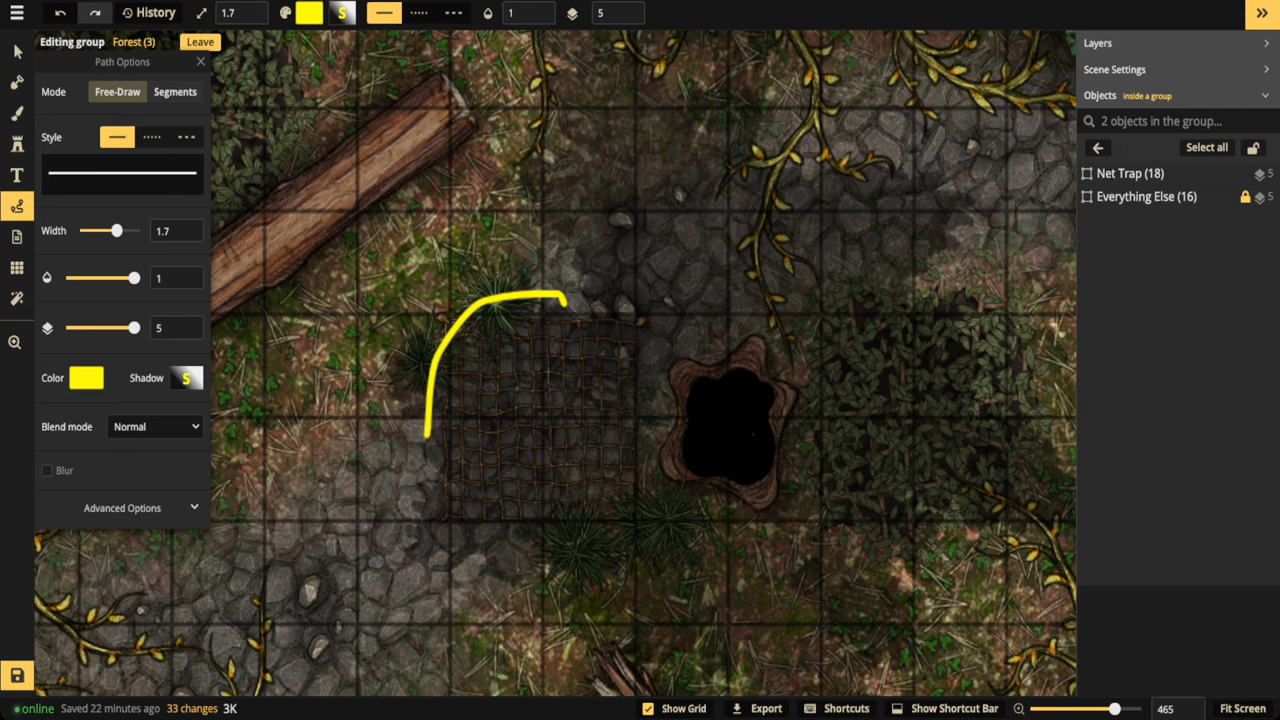 History 1.7 S 1 5
Editing group Forest (3) Leave
Path Options
Mode Free-Draw Segments
Style
Width 1.7
1
5
Color Shadow S
Blend mode Normal
Blur
Advanced Options
Layers
Scene Settings
Objects inside a group
2 objects in the group...
Select all
Net Trap (18) 5
Everything Else (16) 5
online Saved 22 minutes ago 33 changes 3K Show Grid Export Shortcuts Show Shortcut Bar 465 Fit Screen